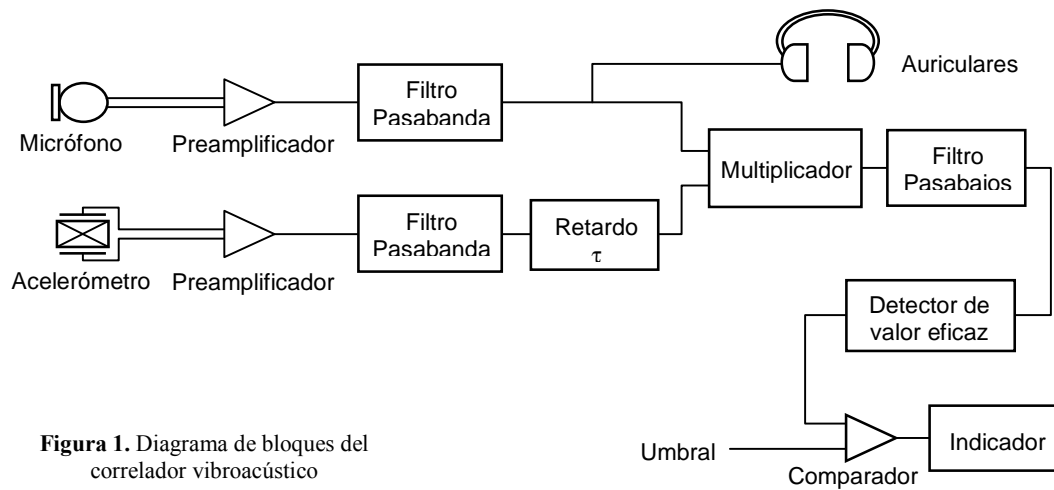 Filtro
Pasabanda
Auriculares
Micrófono
Preamplificador
Multiplicador
Filtro
Pasabajos
Filtro
Pasabanda
Retardo
τ
Acelerómetro
Preamplificador
Detector de
valor eficaz
Figura 1. Diagrama de bloques del
correlador vibroacústico
Umbral
Comparador
Indicador